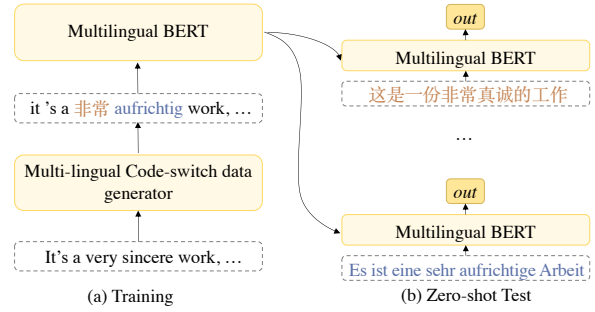 Multilingual BERT
it 's a 非常 aufrichtig work, …
Multi-lingual Code-switch data
generator
It's a very sincere work, …
(a) Training
out
Multilingual BERT
这是一份非常真诚的工作
…
out
Multilingual BERT
Es ist eine sehr aufrichtige Arbeit
(b) Zero-shot Test